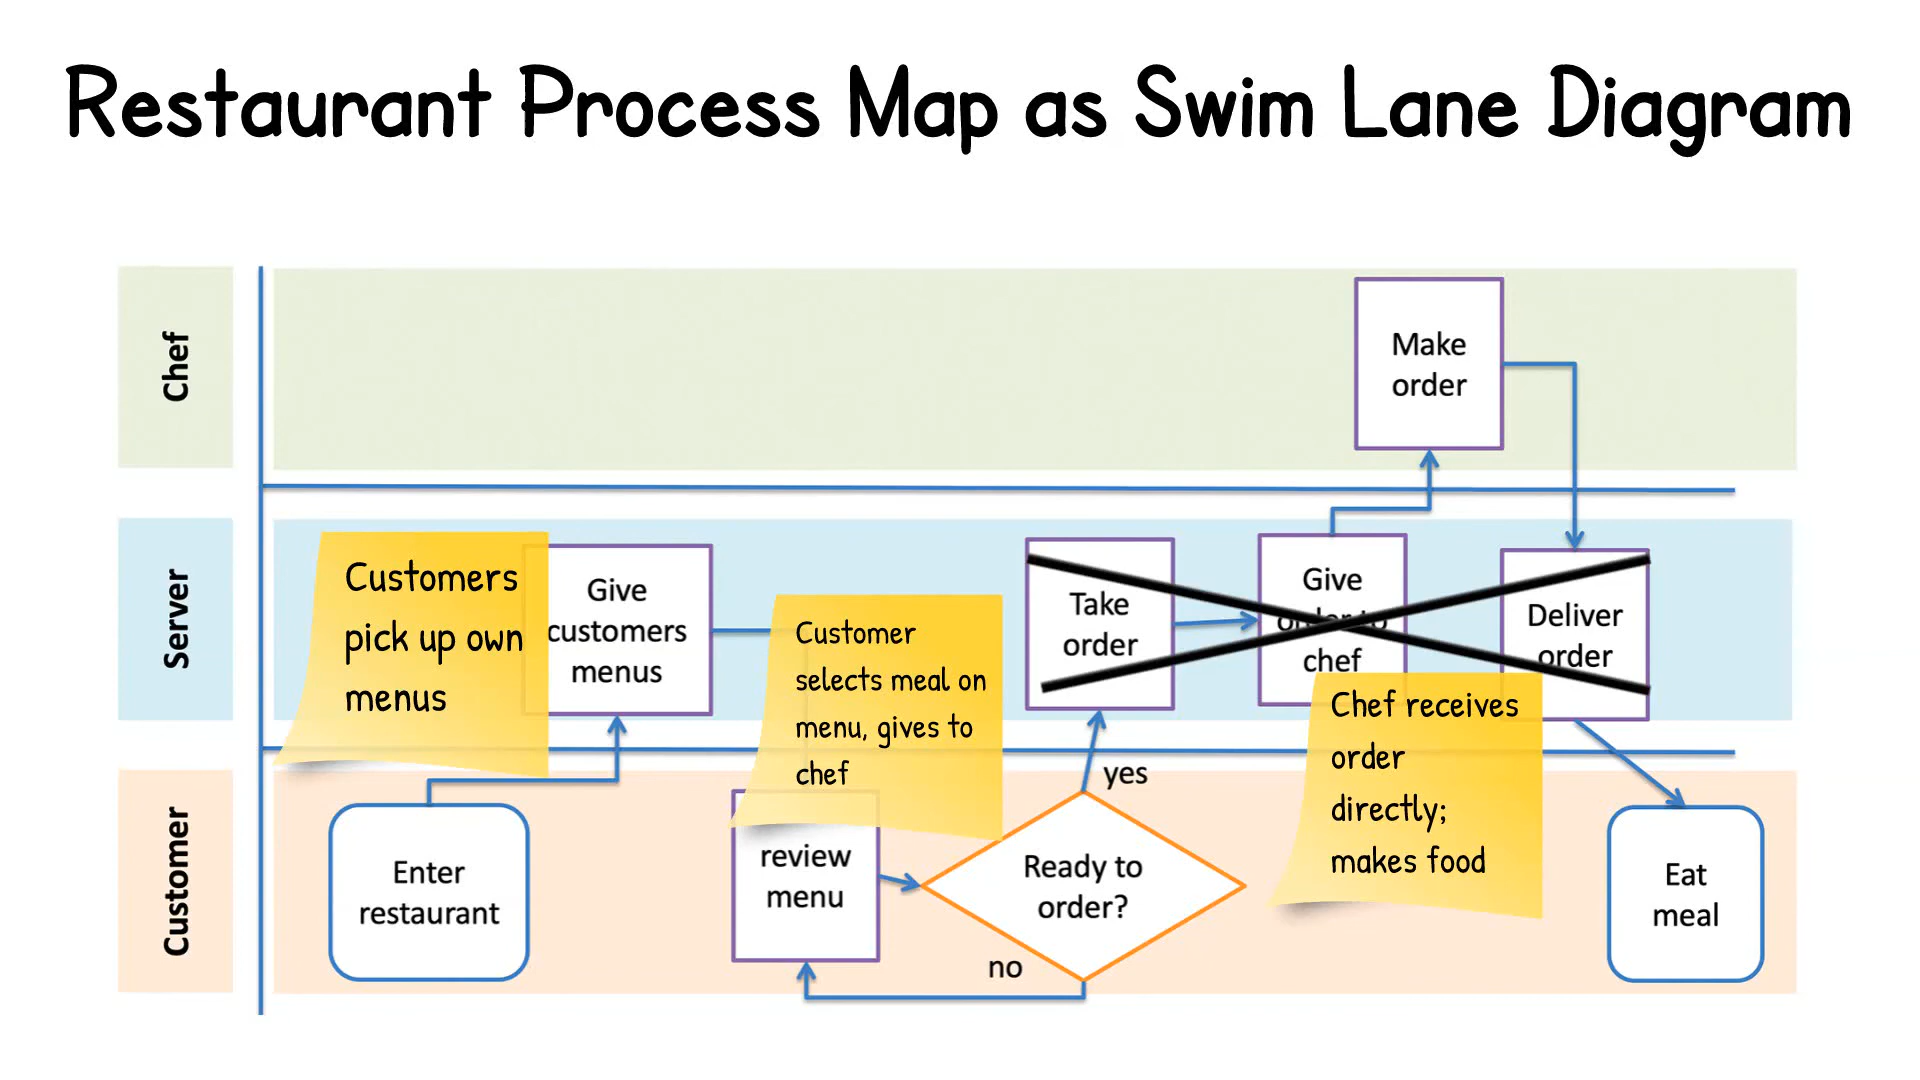 Restaurant Process Map as Swim Lane Diagram
Chef
Make
order
Server
Customers
pick up own
menus
Give
customers
menus
Customer
selects meal on
menu, gives to
chef
Take
order
Give
order to
chef
Deliver
order
Chef receives
order
directly;
makes food
Customer
Enter
restaurant
review
menu
Ready to
order?
yes
no
Eat
meal